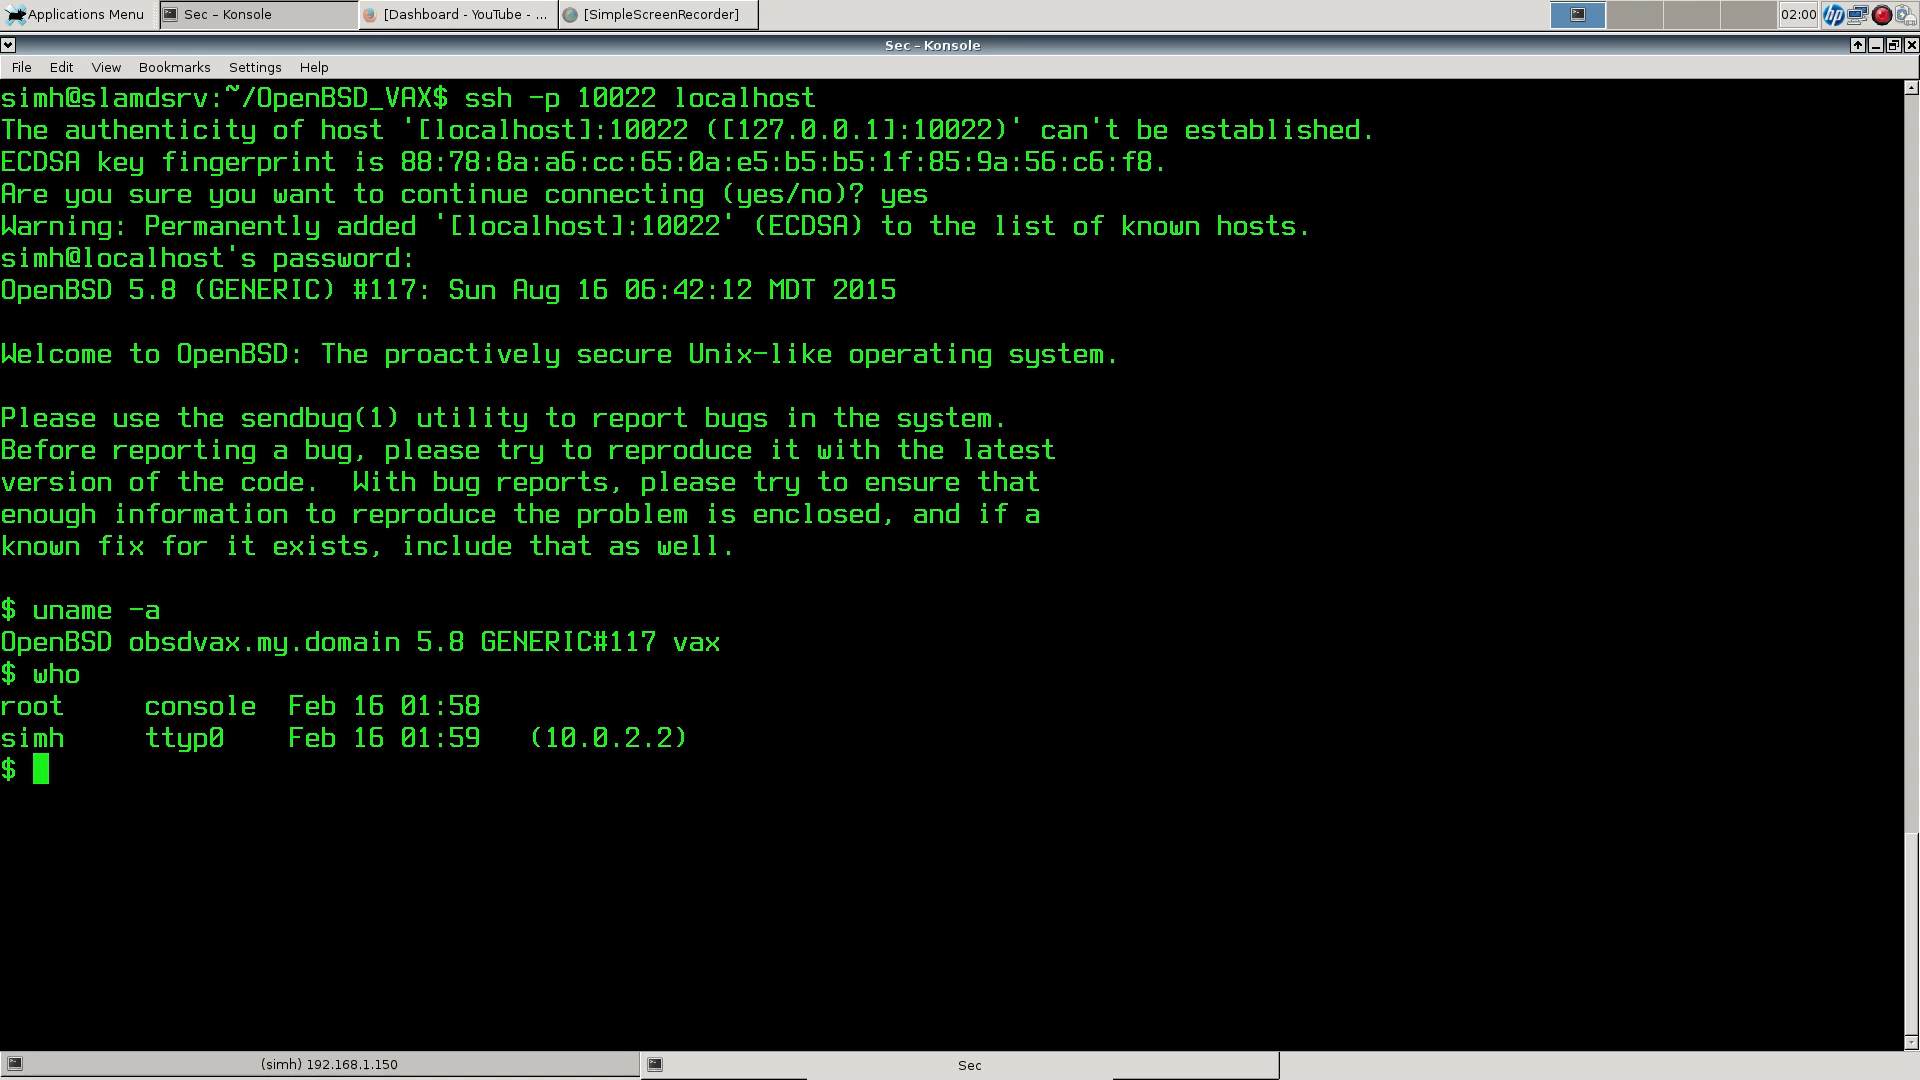 Applications Menu
Sec – Konsole
[Dashboard - YouTube - ...
[SimpleScreenRecorder]
02:00
hp
Sec – Konsole
File Edit View Bookmarks Settings Help
simh@slamdsrv:~/OpenBSD_VAX$ ssh -p 10022 localhost
The authenticity of host '[localhost]:10022 ([127.0.0.1]:10022)' can't be established.
ECDSA key fingerprint is 88:78:8a:a6:cc:65:0a:e5:b5:b5:1f:85:9a:56:c6:f8.
Are you sure you want to continue connecting (yes/no)? yes
Warning: Permanently added '[localhost]:10022' (ECDSA) to the list of known hosts.
simh@localhost's password:
OpenBSD 5.8 (GENERIC) #117: Sun Aug 16 06:42:12 MDT 2015
Welcome to OpenBSD: The proactively secure Unix-like operating system.
Please use the sendbug(1) utility to report bugs in the system.
Before reporting a bug, please try to reproduce it with the latest
version of the code.  With bug reports, please try to ensure that
enough information to reproduce the problem is enclosed, and if a
known fix for it exists, include that as well.
$ uname -a
OpenBSD obsdvax.my.domain 5.8 GENERIC#117 vax
$ who
root     console  Feb 16 01:58
simh     ttyp0    Feb 16 01:59   (10.0.2.2)
$
(simh) 192.168.1.150
Sec